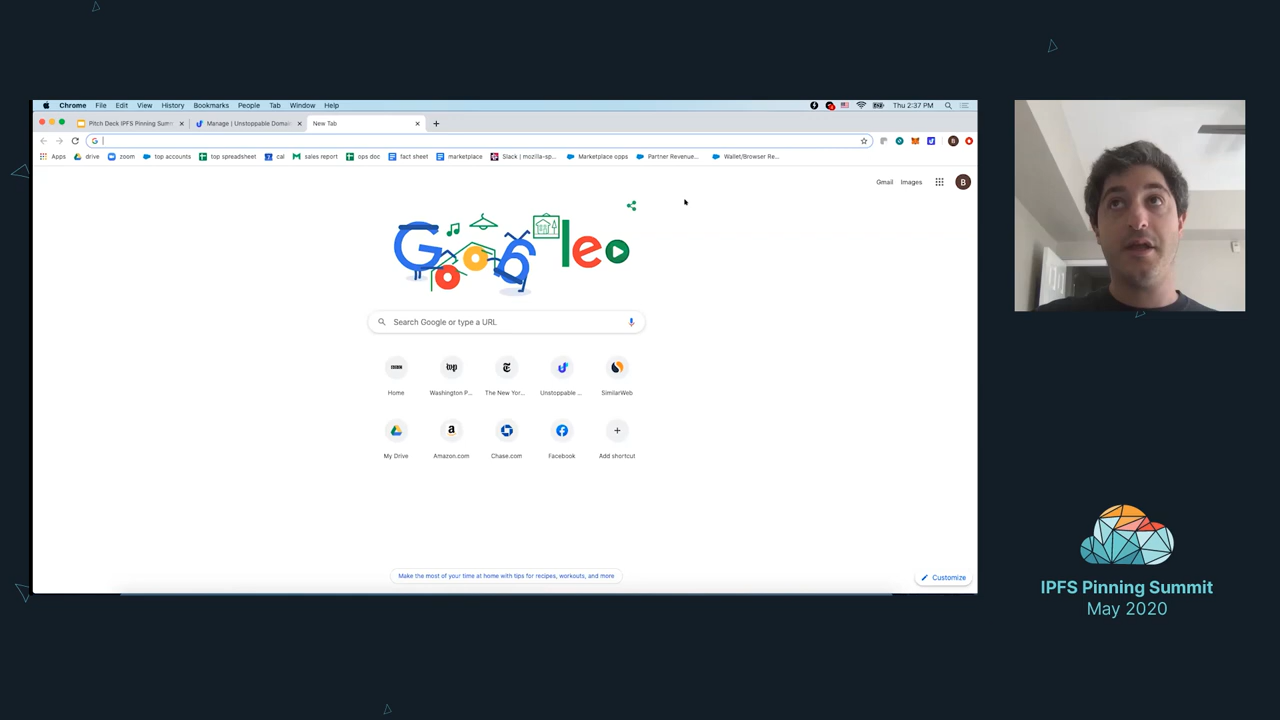 Chrome File Edit View History Bookmarks People Tab Window Help
Thu 2:37 PM
Pitch Deck IPFS Pinning Summ
Manage | Unstoppable Domain
New Tab
Apps drive zoom top accounts top spreadsheet cal sales report ops doc fact sheet marketplace Slack | mozilla-sp... Marketplace opps Partner Revenue... Wallet/Browser Re...
Gmail Images
B
Google
Search Google or type a URL
Home Washington P... The New Yor... Unstoppable ... SimilarWeb
My Drive Amazon.com Chase.com Facebook Add shortcut
Make the most of your time at home with tips for recipes, workouts, and more
Customize
IPFS Pinning Summit
May 2020